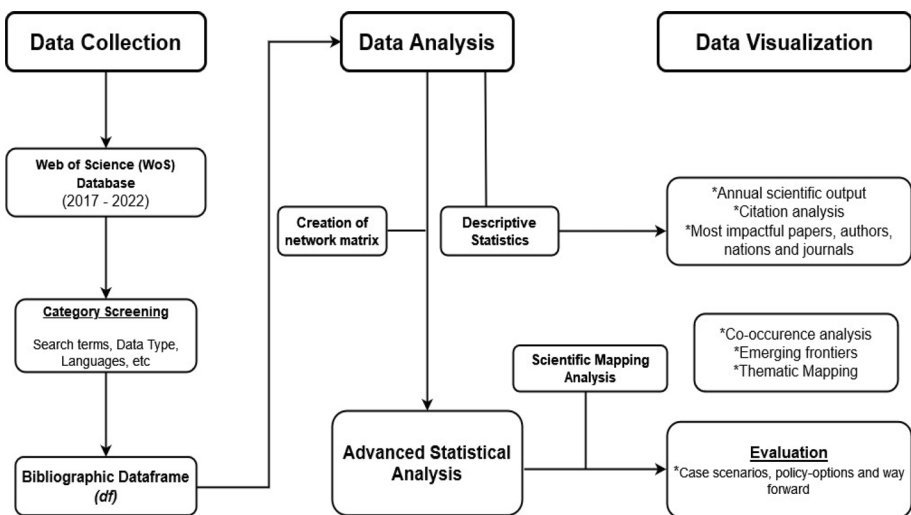 Data Collection
Web of Science (WoS)
Database
(2017 - 2022)
Category Screening
Search terms, Data Type,
Languages, etc
Bibliographic Dataframe
(df)
Data Analysis
Creation of
network matrix
Descriptive
Statistics
Scientific Mapping
Analysis
Advanced Statistical
Analysis
Data Visualization
*Annual scientific output
*Citation analysis
*Most impactful papers, authors,
nations and journals
*Co-occurence analysis
*Emerging frontiers
*Thematic Mapping
Evaluation
*Case scenarios, policy-options and way
forward